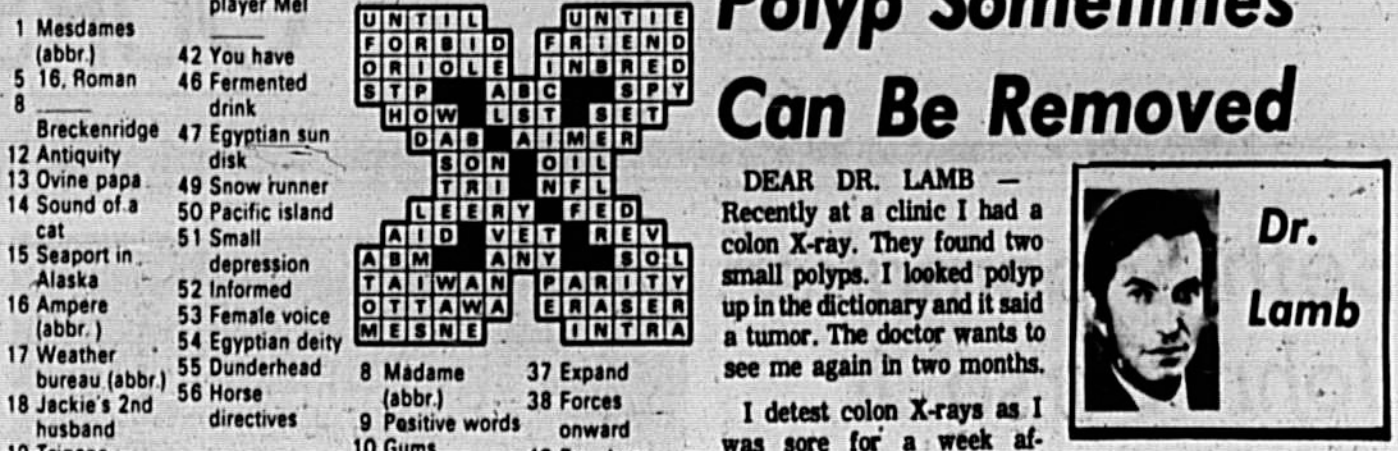 1 Mesdames
(abbr.)
5 16, Roman
8 ____
Breckenridge
12 Antiquity
13 Ovine papa
14 Sound of a
cat
15 Seaport in
Alaska
16 Ampere
(abbr.)
17 Weather
bureau (abbr.)
18 Jackie's 2nd
husband
player Mel
____
42 You have
46 Fermented
drink
47 Egyptian sun
disk
49 Snow runner
50 Pacific island
51 Small
depression
52 Informed
53 Female voice
54 Egyptian deity
55 Dunderhead
56 Horse
directives
UNTIL UNTIE
FORBID FRIEND
ORIOLE INBRED
STP ABC SPY
HOW LST SET
DAB AIMER
SON OIL
TRI NFL
LEERY FED
AID VET REV
ABM ANY SOL
TAIWAN PARITY
OTTAWA ERASER
MESNE INTRA
8 Madame
(abbr.)
9 Positive words
10 Gums
37 Expand
38 Forces
onward
Polyp Sometimes
Can Be Removed
DEAR DR. LAMB —
Recently at a clinic I had a
colon X-ray. They found two
small polyps. I looked polyp
up in the dictionary and it said
a tumor. The doctor wants to
see me again in two months.
I detest colon X-rays as I
was sore for a week af-
Dr.
Lamb